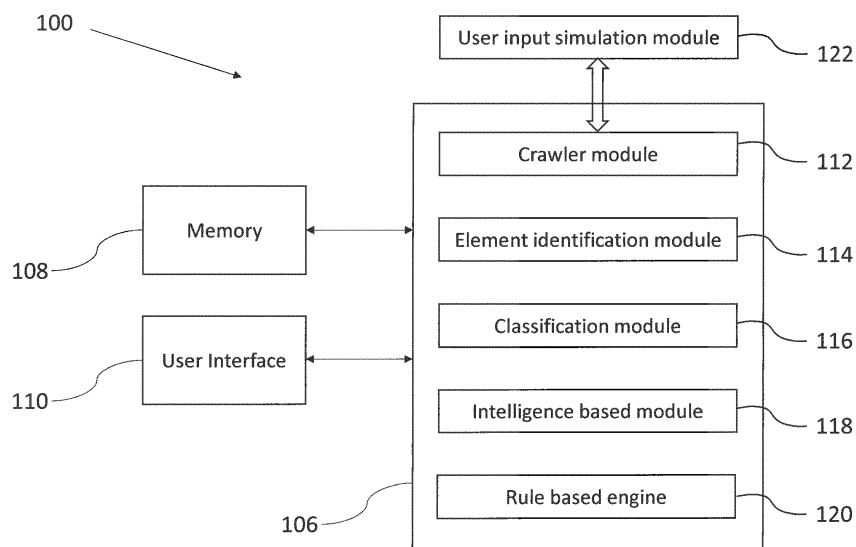 100
User input simulation module
122
Crawler module
112
Memory
Element identification module
108
114
Classification module
User Interface
116
110
Intelligence based module
118
106
Rule based engine
120